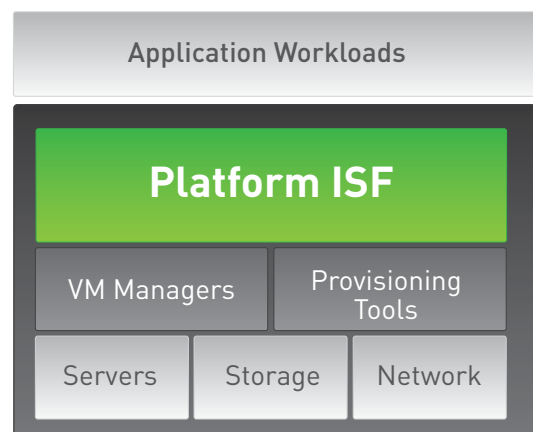 Application Workloads
Platform ISF
VM Managers
Provisioning
Tools
Servers
Storage
Network